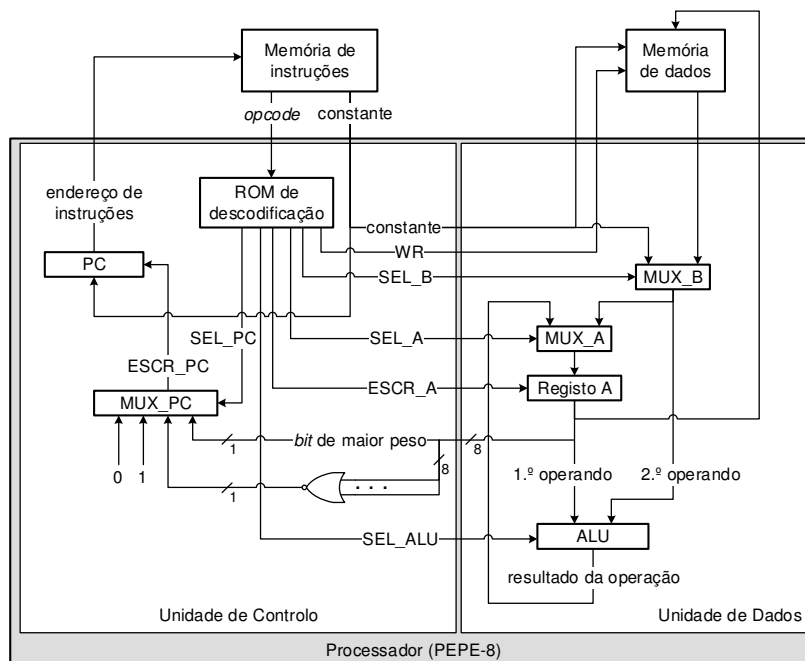 Memória de
instruções
Memória
de dados
opcode
constante
endereço de
instruções
ROM de
descodificação
constante
WR
PC
SEL_B
MUX_B
SEL_PC
SEL_A
MUX_A
ESCR_PC
ESCR_A
Registo A
MUX_PC
bit de maior peso
1
8
8
0
1
1
. . .
1.º operando
2.º operando
SEL_ALU
ALU
resultado da operação
Unidade de Controlo
Unidade de Dados
Processador (PEPE-8)